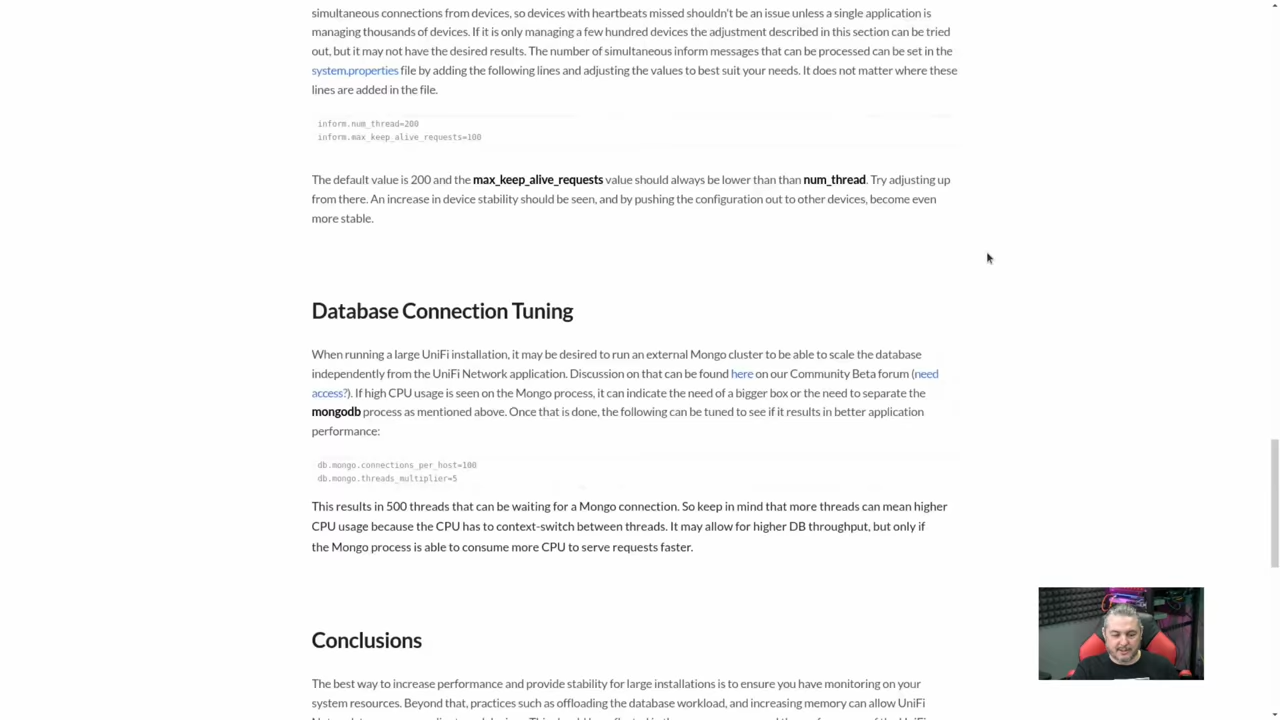 simultaneous connections from devices, so devices with heartbeats missed shouldn't be an issue unless a single application is
managing thousands of devices. If it is only managing a few hundred devices the adjustment described in this section can be tried
out, but it may not have the desired results. The number of simultaneous inform messages that can be processed can be set in the
system.properties file by adding the following lines and adjusting the values to best suit your needs. It does not matter where these
lines are added in the file.
inform.num_thread=200
inform.max_keep_alive_requests=100
The default value is 200 and the max_keep_alive_requests value should always be lower than than num_thread. Try adjusting up
from there. An increase in device stability should be seen, and by pushing the configuration out to other devices, become even
more stable.
Database Connection Tuning
When running a large UniFi installation, it may be desired to run an external Mongo cluster to be able to scale the database
independently from the UniFi Network application. Discussion on that can be found here on our Community Beta forum (need
access?). If high CPU usage is seen on the Mongo process, it can indicate the need of a bigger box or the need to separate the
mongodb process as mentioned above. Once that is done, the following can be tuned to see if it results in better application
performance:
db.mongo.connections_per_host=100
db.mongo.threads_multiplier=5
This results in 500 threads that can be waiting for a Mongo connection. So keep in mind that more threads can mean higher
CPU usage because the CPU has to context-switch between threads. It may allow for higher DB throughput, but only if
the Mongo process is able to consume more CPU to serve requests faster.
Conclusions
The best way to increase performance and provide stability for large installations is to ensure you have monitoring on your
system resources. Beyond that, practices such as offloading the database workload, and increasing memory can allow UniFi